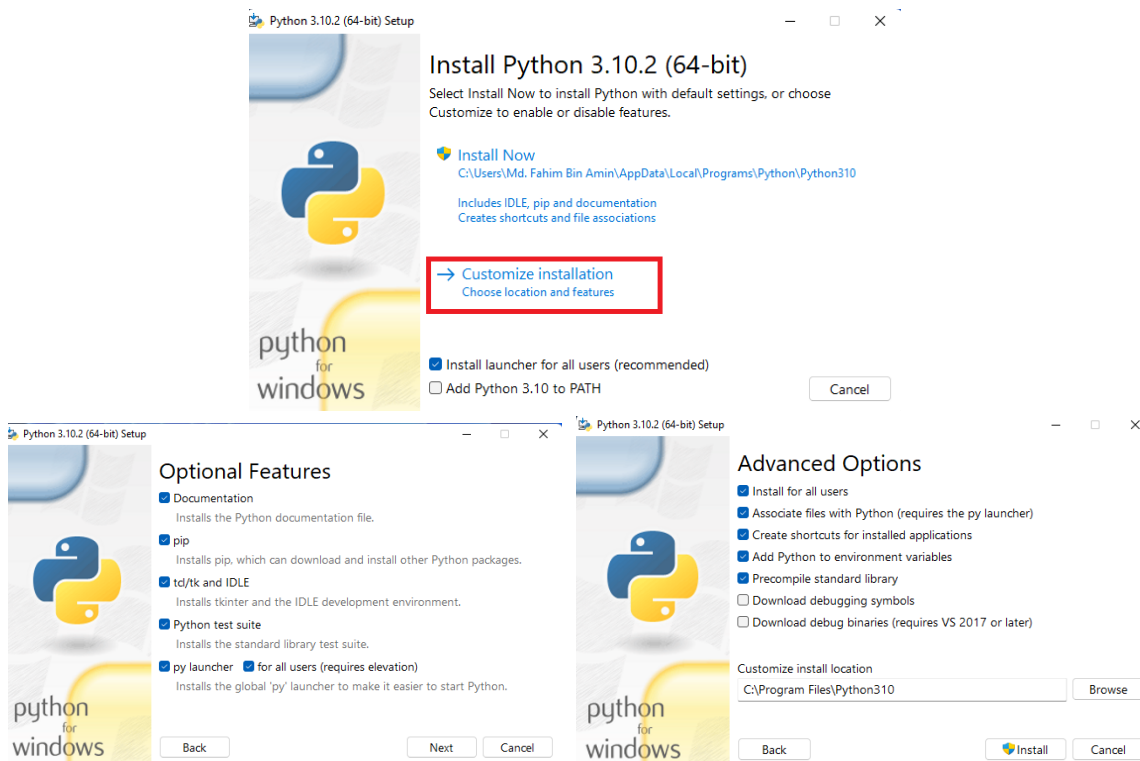 Python 3.10.2 (64-bit) Setup
Install Python 3.10.2 (64-bit)
Select Install Now to install Python with default settings, or choose
Customize to enable or disable features.
Install Now
C:\Users\Md. Fahim Bin Amin\AppData\Local\Programs\Python\Python310
Includes IDLE, pip and documentation
Creates shortcuts and file associations
Customize installation
Choose location and features
Install launcher for all users (recommended)
Add Python 3.10 to PATH
Cancel
python
for
windows
Python 3.10.2 (64-bit) Setup
Optional Features
Documentation
Installs the Python documentation file.
pip
Installs pip, which can download and install other Python packages.
td/tk and IDLE
Installs tkinter and the IDLE development environment.
Python test suite
Installs the standard library test suite.
py launcher for all users (requires elevation)
Installs the global 'py' launcher to make it easier to start Python.
python
for
windows
Back
Next
Cancel
Python 3.10.2 (64-bit) Setup
Advanced Options
Install for all users
Associate files with Python (requires the py launcher)
Create shortcuts for installed applications
Add Python to environment variables
Precompile standard library
Download debugging symbols
Download debug binaries (requires VS 2017 or later)
Customize install location
C:\Program Files\Python310
Browse
python
for
windows
Back
Install
Cancel